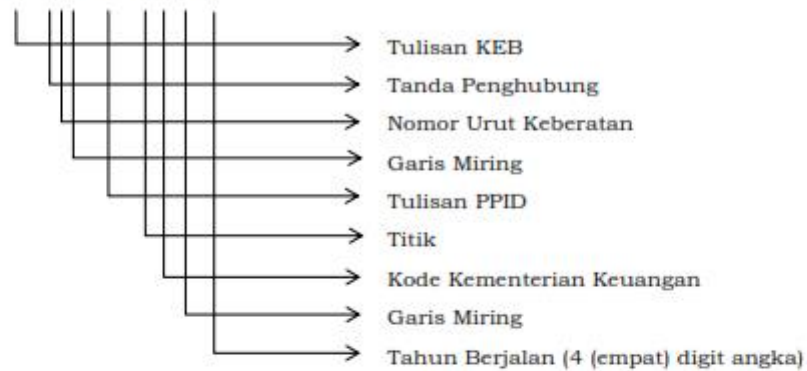 Tulisan KEB
Tanda Penghubung
Nomor Urut Keberatan
Garis Miring
Tulisan PPID
Titik
Kode Kementerian Keuangan
Garis Miring
Tahun Berjalan (4 (empat) digit angka)